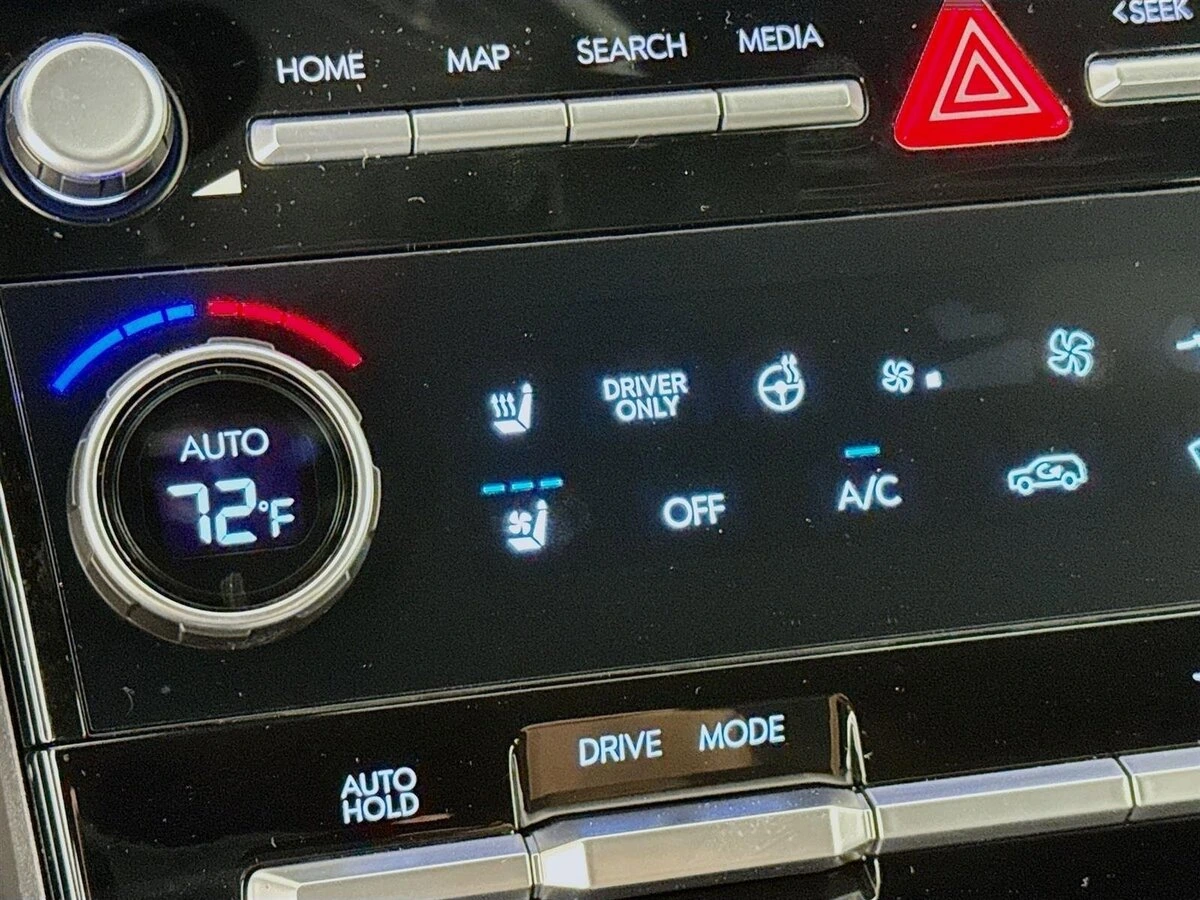 HOME MAP SEARCH MEDIA <SEEK
DRIVER
ONLY
AUTO
72°F
OFF
A/C
DRIVE MODE
AUTO
HOLD